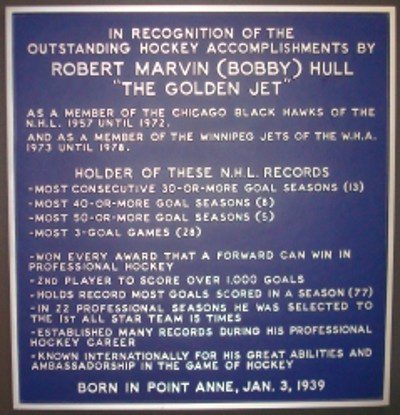 IN RECOGNITION OF THE
OUTSTANDING HOCKEY ACCOMPLISHMENTS BY
ROBERT MARVIN (BOBBY) HULL
"THE GOLDEN JET"
AS A MEMBER OF THE CHICAGO BLACK HAWKS OF THE
N.H.L. 1957 UNTIL 1972.
AND AS A MEMBER OF THE WINNIPEG JETS OF THE W.H.A.
1973 UNTIL 1978.
HOLDER OF THESE N.H.L. RECORDS
-MOST CONSECUTIVE 30-OR-MORE GOAL SEASONS (13)
-MOST 40-OR-MORE GOAL SEASONS (8)
-MOST 50-OR-MORE GOAL SEASONS (5)
-MOST 3-GOAL GAMES (28)
-WON EVERY AWARD THAT A FORWARD CAN WIN IN
PROFESSIONAL HOCKEY
-2ND PLAYER TO SCORE OVER 1,000 GOALS
-HOLDS RECORD MOST GOALS SCORED IN A SEASON (77)
-IN 22 PROFESSIONAL SEASONS HE WAS SELECTED TO
THE 1ST ALL STAR TEAM 15 TIMES
-ESTABLISHED MANY RECORDS DURING HIS PROFESSIONAL
HOCKEY CAREER
-KNOWN INTERNATIONALLY FOR HIS GREAT ABILITIES AND
AMBASSADORSHIP IN THE GAME OF HOCKEY
BORN IN POINT ANNE, JAN. 3, 1939